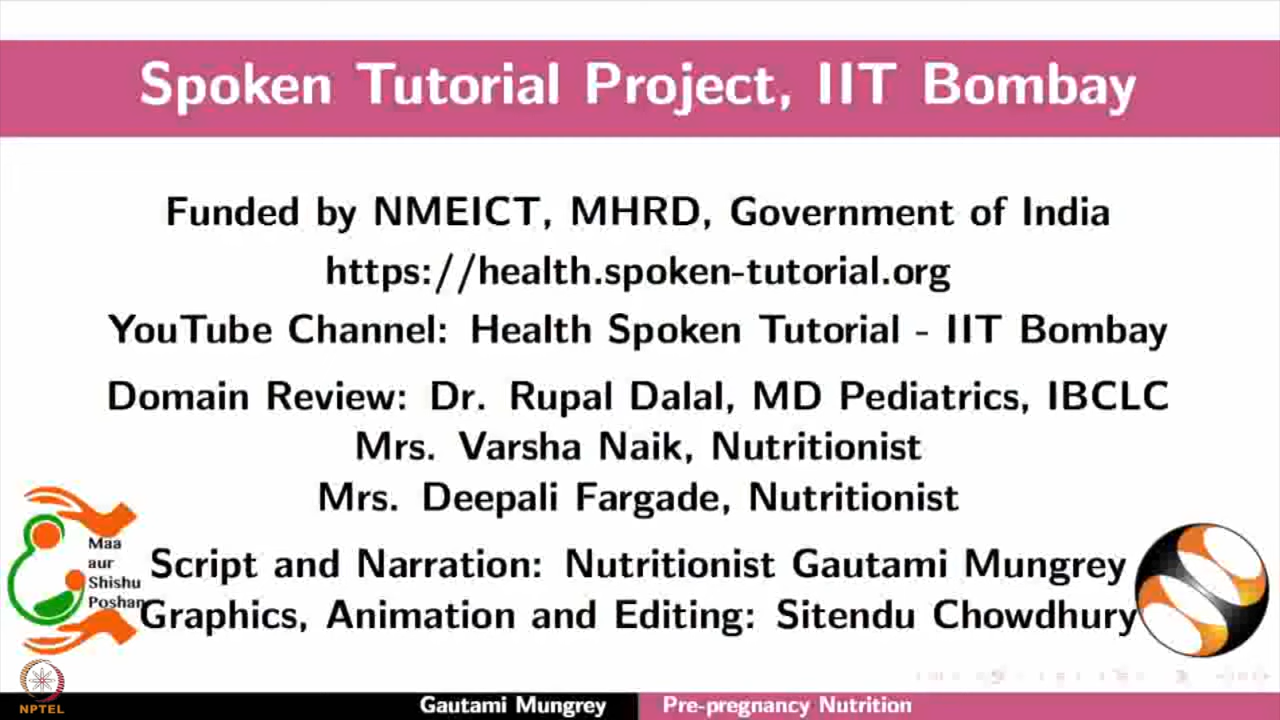 Spoken Tutorial Project, IIT Bombay
Funded by NMEICT, MHRD, Government of India
https://health.spoken-tutorial.org
YouTube Channel: Health Spoken Tutorial - IIT Bombay
Domain Review: Dr. Rupal Dalal, MD Pediatrics, IBCLC
Mrs. Varsha Naik, Nutritionist
Mrs. Deepali Fargade, Nutritionist
Maa
aur
Shishu
Poshan
Script and Narration: Nutritionist Gautami Mungrey
Graphics, Animation and Editing: Sitendu Chowdhury
NPTEL
Gautami Mungrey
Pre-pregnancy Nutrition